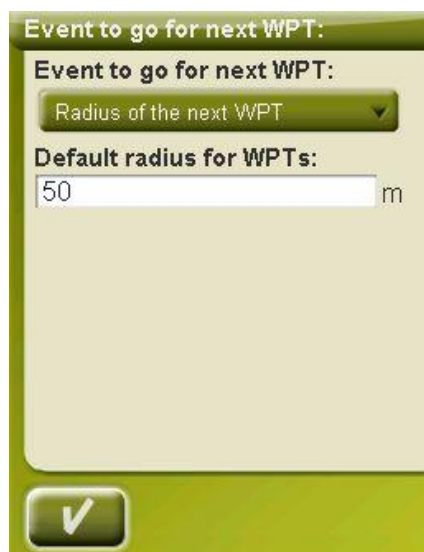 Event to go for next WPT:
Event to go for next WPT:
Radius of the next WPT
Default radius for WPTs:
50 m